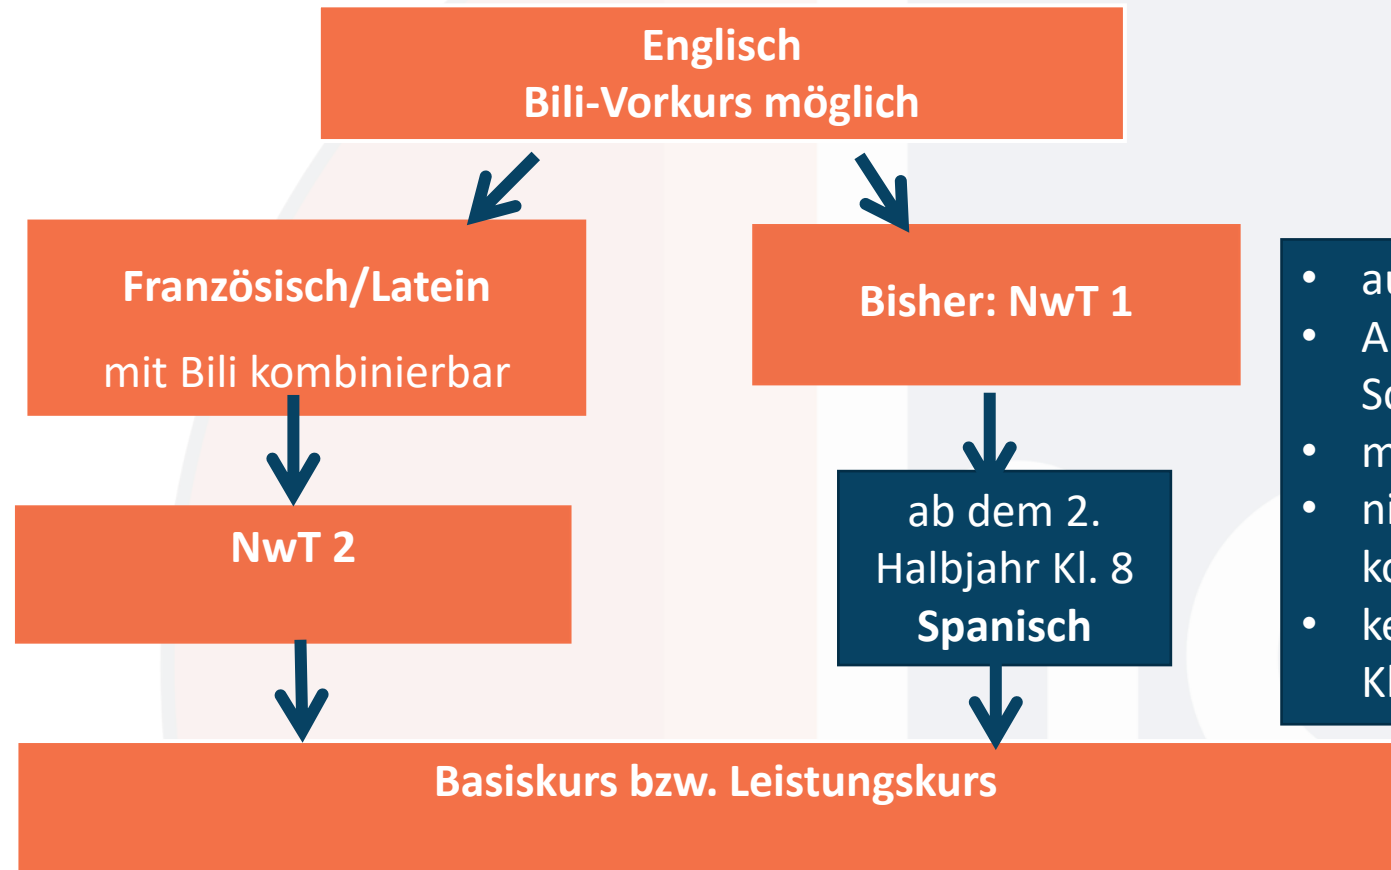 Englisch
Bili-Vorkurs möglich
Französisch/Latein
mit Bili kombinierbar
Bisher: NwT 1
NwT 2
ab dem 2.
Halbjahr Kl. 8
Spanisch
Basiskurs bzw. Leistungskurs